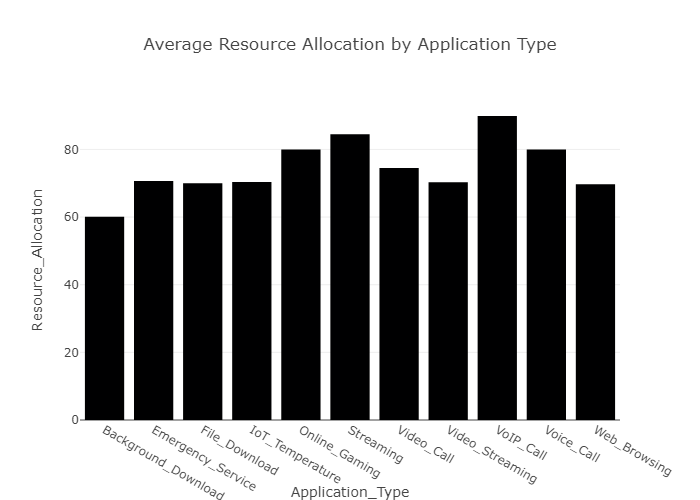 Average Resource Allocation by Application Type
Resource_Allocation
80
60
40
20
0
Background_Download
Emergency_Service
File_Download
IoT_Temperature
Online_Gaming
Streaming
Video_Call
Video_Streaming
VoIP_Call
Voice_Call
Web_Browsing
Application_Type